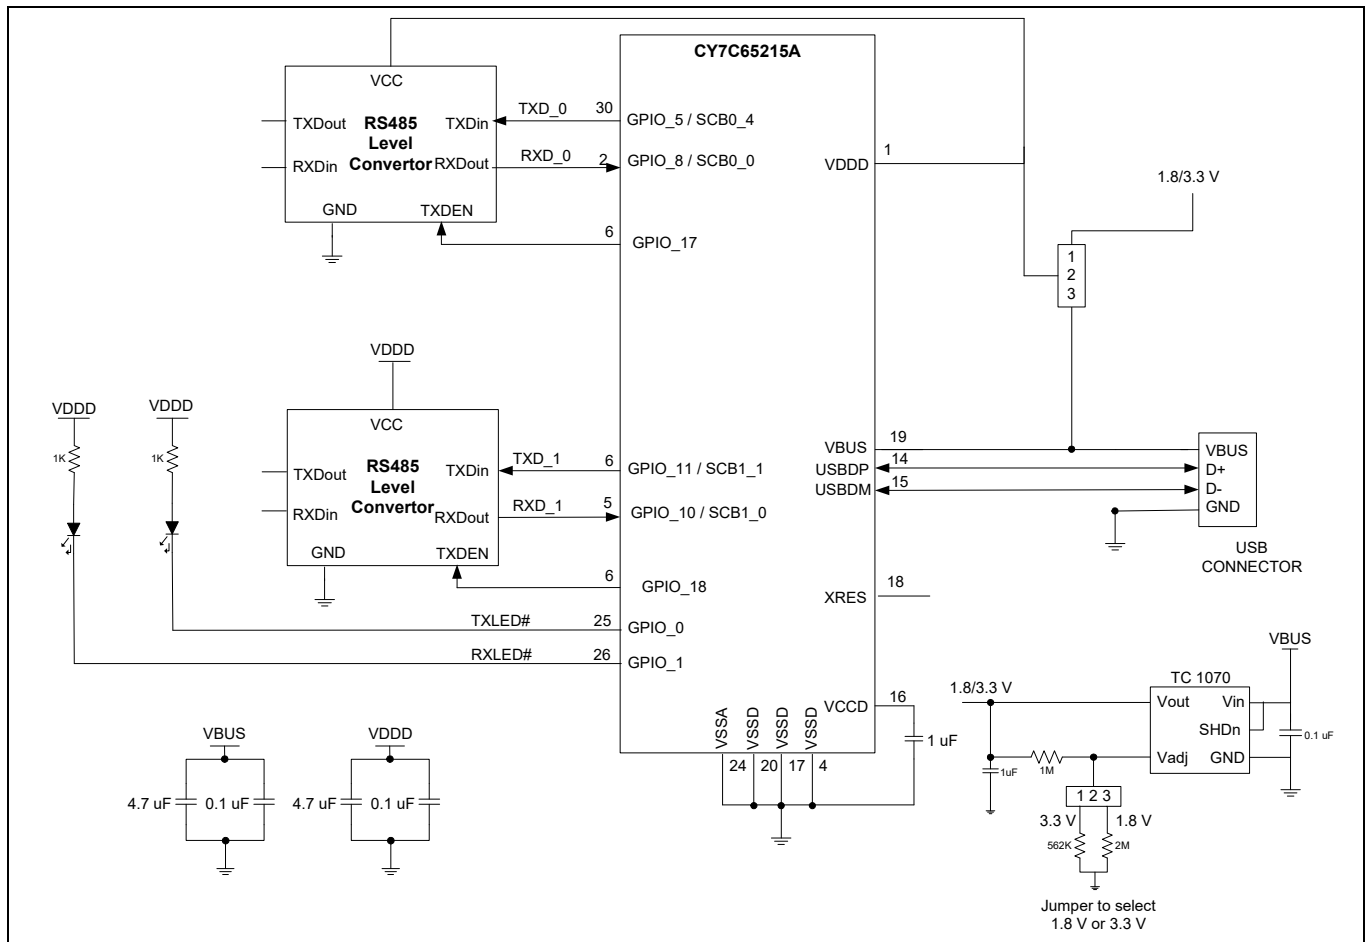 CY7C65215A
VCC
TXDout
RS485
Level
Convertor
TXDin
RXDin
RXDout
GND
TXDEN
TXD_0
30
GPIO_5 / SCB0_4
RXD_0
2
GPIO_8 / SCB0_0
6
GPIO_17
VDDD
1
1.8/3.3 V
1
2
3
VDDD
VDDD
VDDD
1K
1K
VCC
TXDout
RS485
Level
Convertor
TXDin
RXDin
RXDout
GND
TXDEN
TXD_1
6
GPIO_11 / SCB1_1
RXD_1
5
GPIO_10 / SCB1_0
6
GPIO_18
TXLED#
25
GPIO_0
RXLED#
26
GPIO_1
VBUS
19
USBDP
14
USBDM
15
VBUS
D+
D-
GND
USB
CONNECTOR
XRES
18
VCCD
16
1 uF
VSSA
VSSD
VSSD
VSSD
24
20
17
4
VBUS
4.7 uF
0.1 uF
VDDD
4.7 uF
0.1 uF
VBUS
TC 1070
1.8/3.3 V
Vout
Vin
SHDn
Vadj
GND
0.1 uF
1uF
1M
1 2 3
3.3 V
1.8 V
562K
2M
Jumper to select
1.8 V or 3.3 V